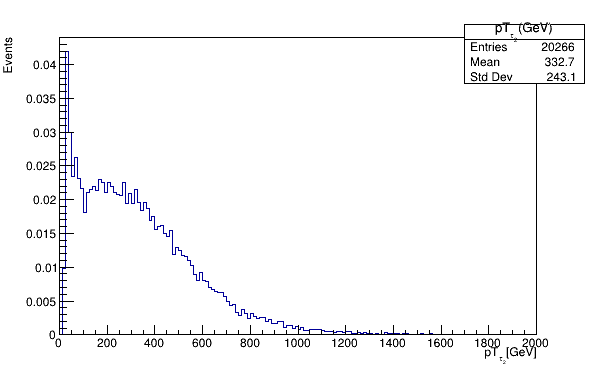 pT_τ₂(GeV)
Entries 20266
Mean 332.7
Std Dev 243.1
Events
0.04
0.035
0.03
0.025
0.02
0.015
0.01
0.005
0
0 200 400 600 800 1000 1200 1400 1600 1800 2000
pT_τ₂[GeV]